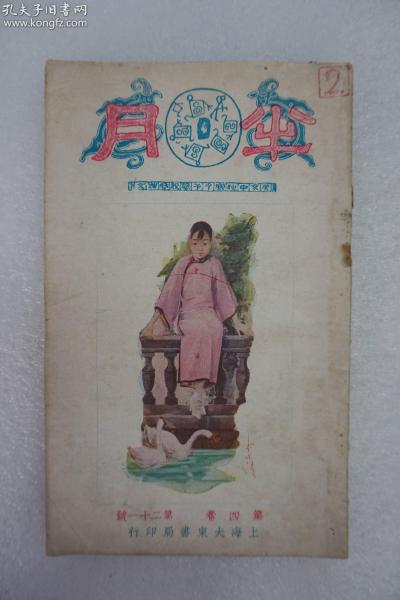 孔夫子旧书网
www.kongfz.com
2
半月
第四卷 第二十一號
上海大東書局印行